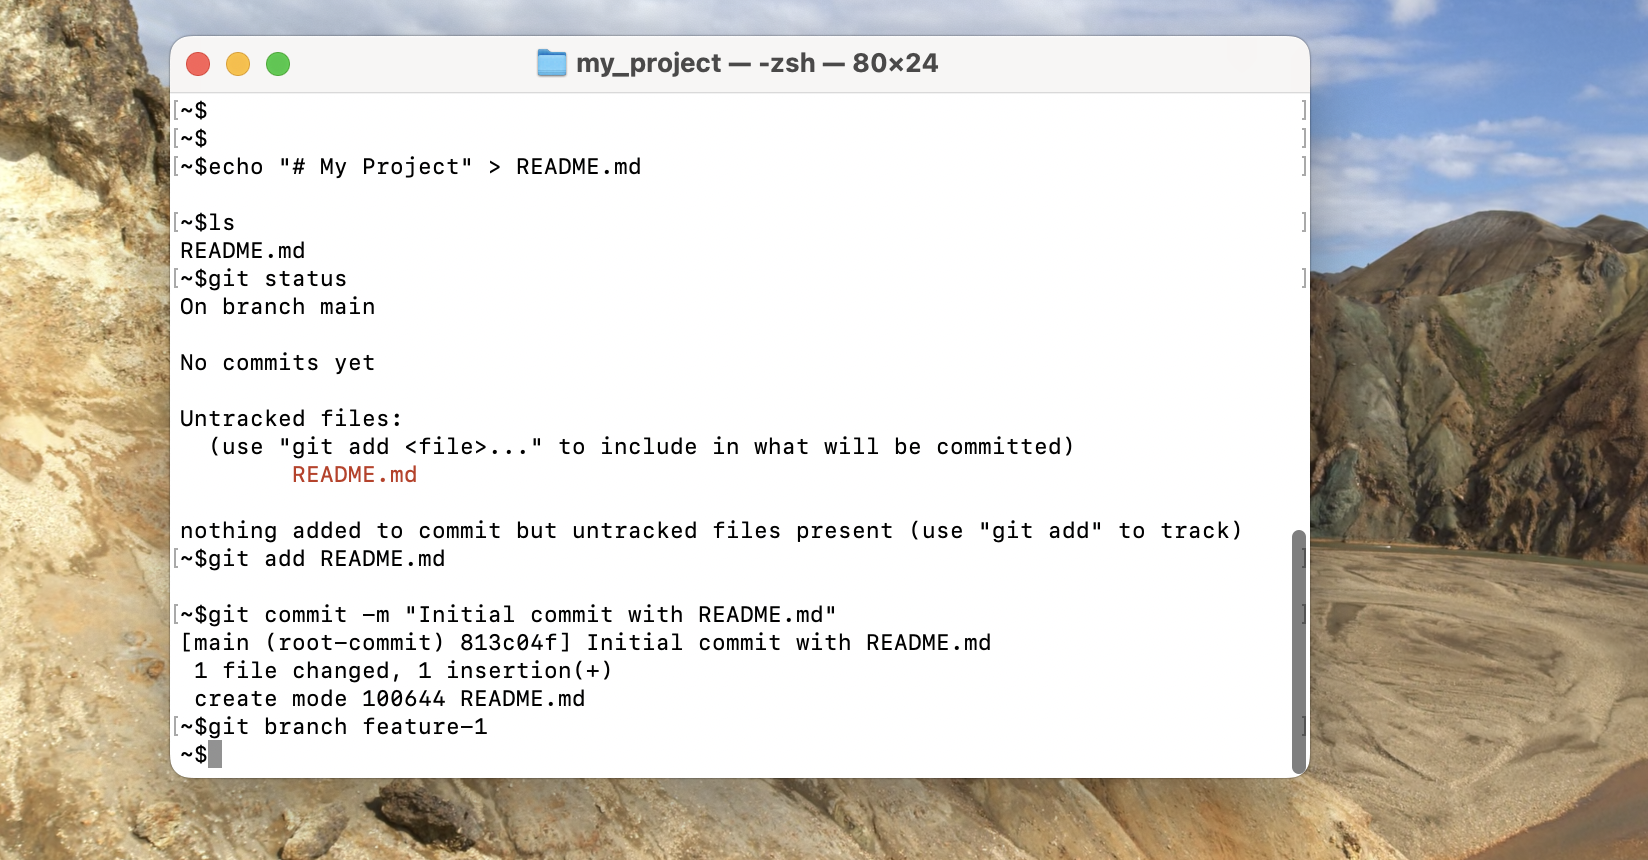 my_project — -zsh — 80×24
~$
~$
~$echo "# My Project" > README.md
~$ls
README.md
~$git status
On branch main
No commits yet
Untracked files:
  (use "git add <file>..." to include in what will be committed)
        README.md
nothing added to commit but untracked files present (use "git add" to track)
~$git add README.md
~$git commit -m "Initial commit with README.md"
[main (root-commit) 813c04f] Initial commit with README.md
 1 file changed, 1 insertion(+)
 create mode 100644 README.md
~$git branch feature-1
~$